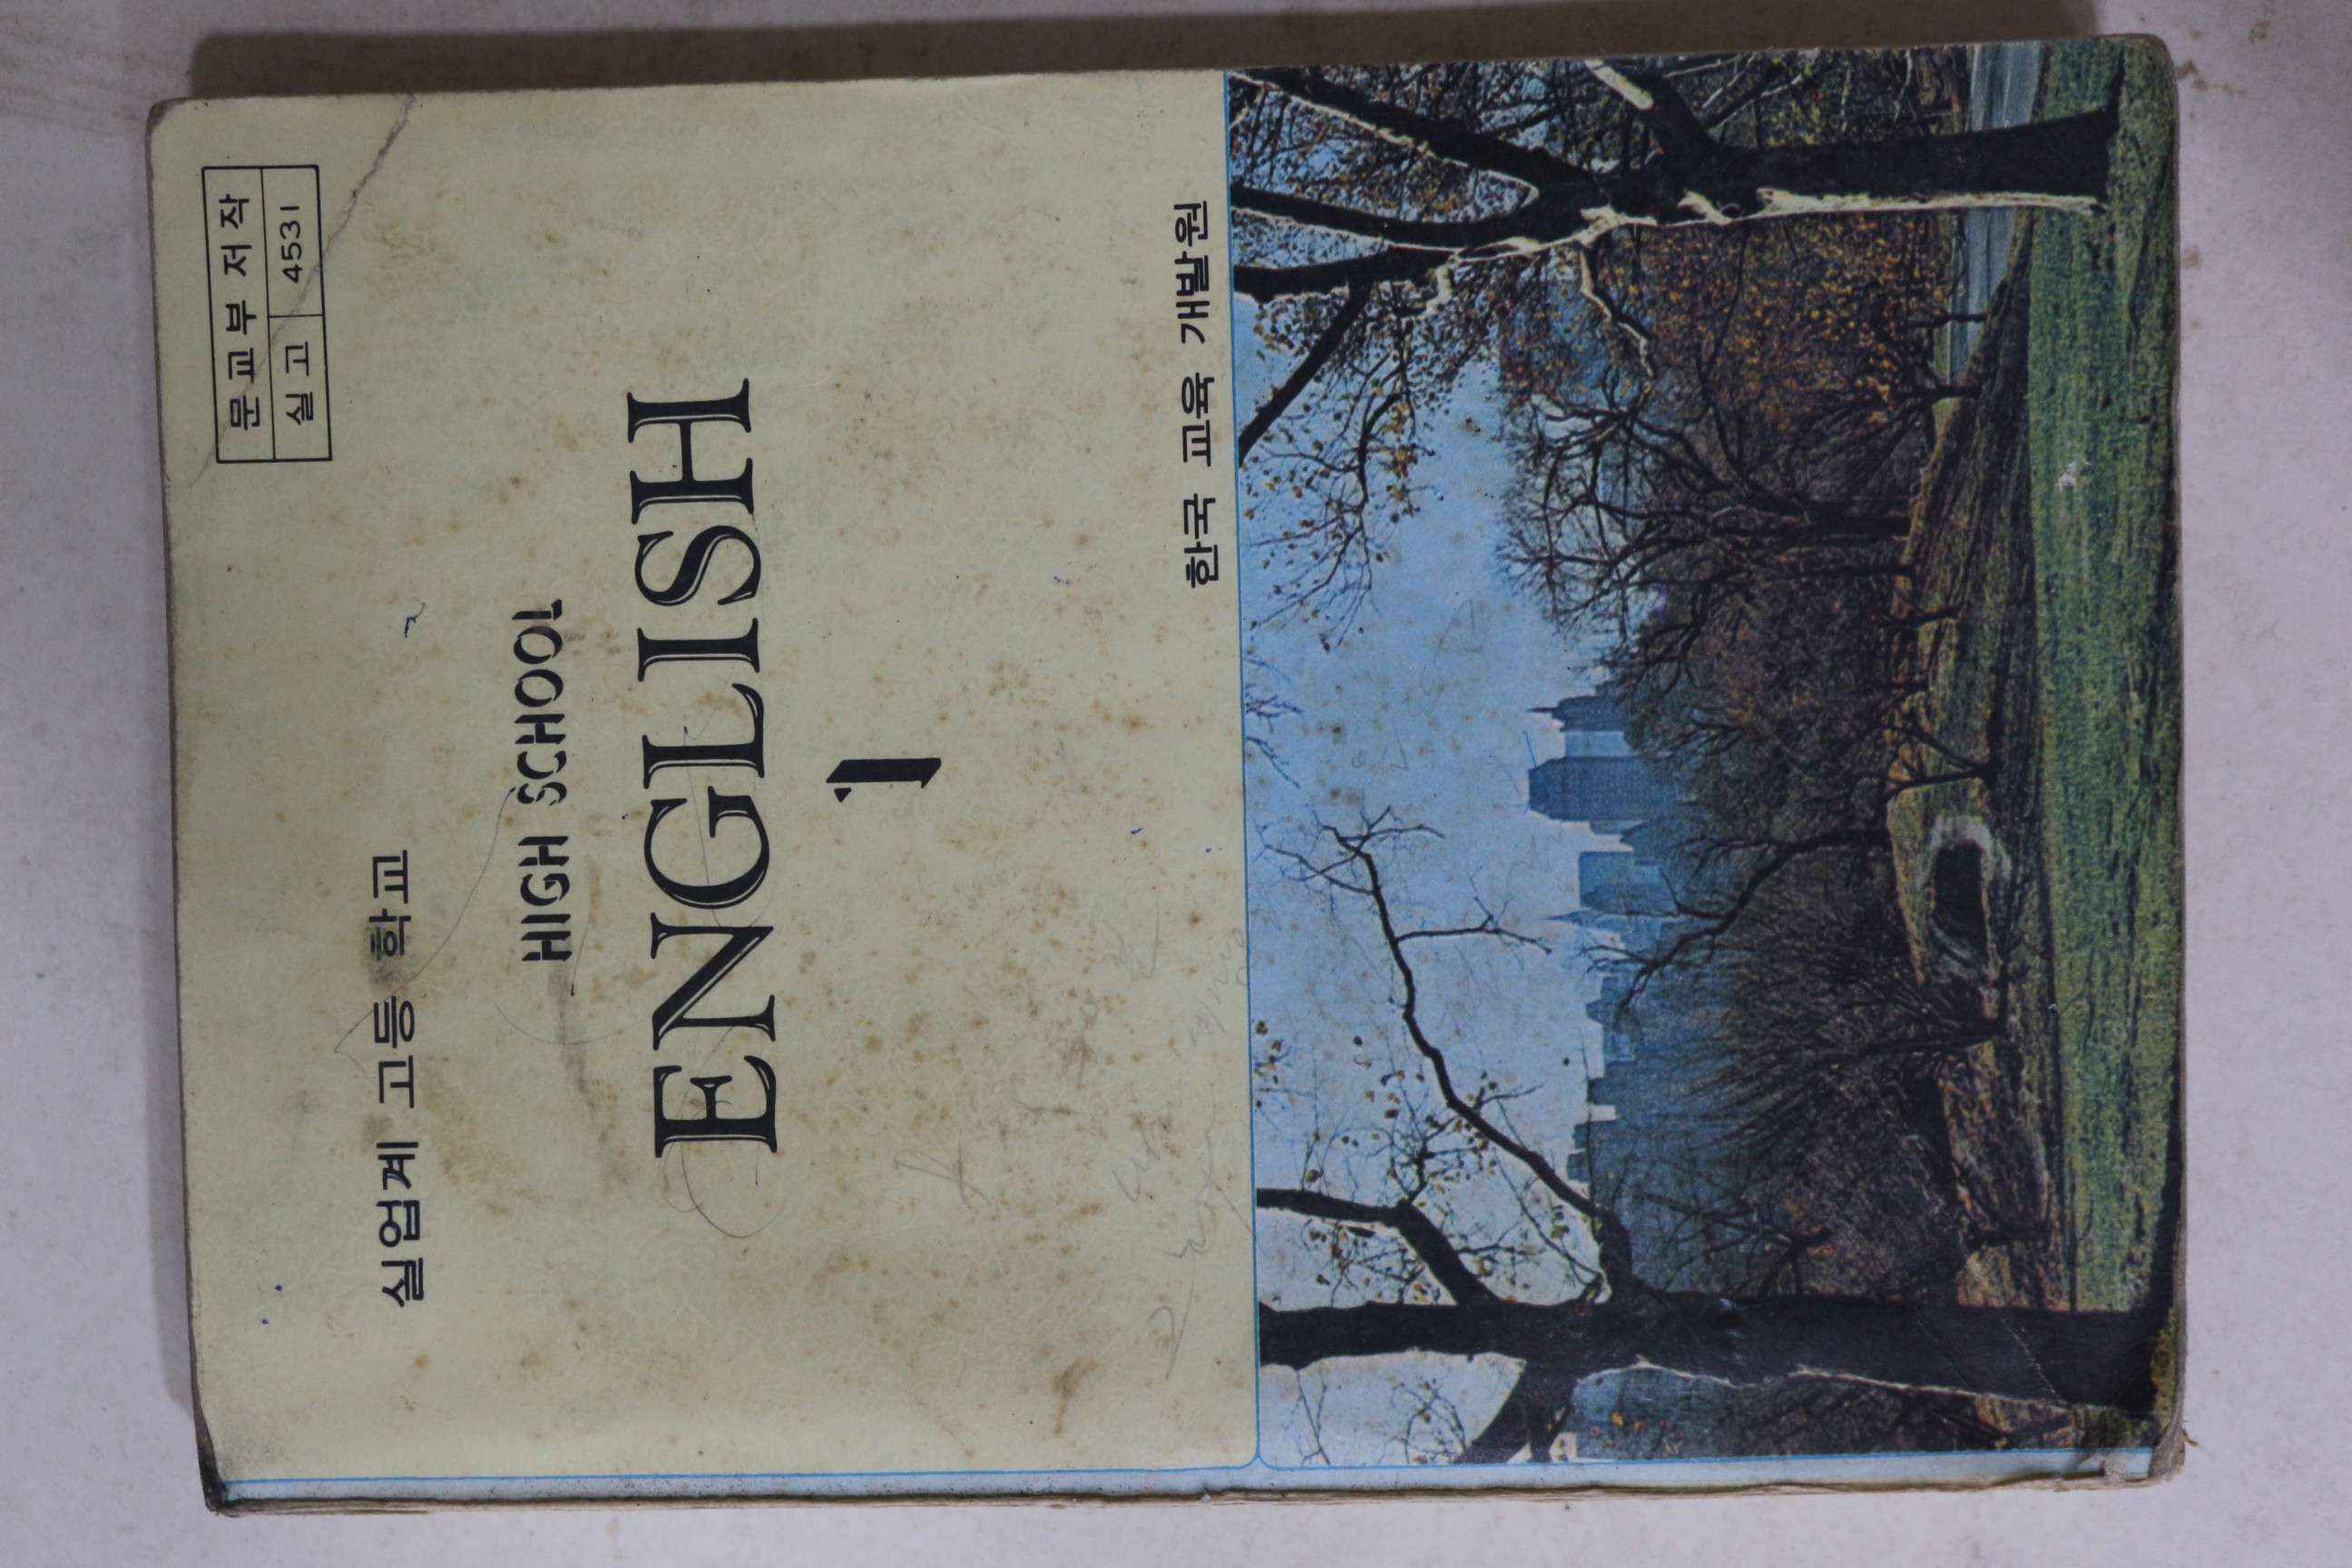 문교부 저작
실고 4531
실업계 고등 학교
HIGH SCHOOL
ENGLISH
1
한국 교육 개발원